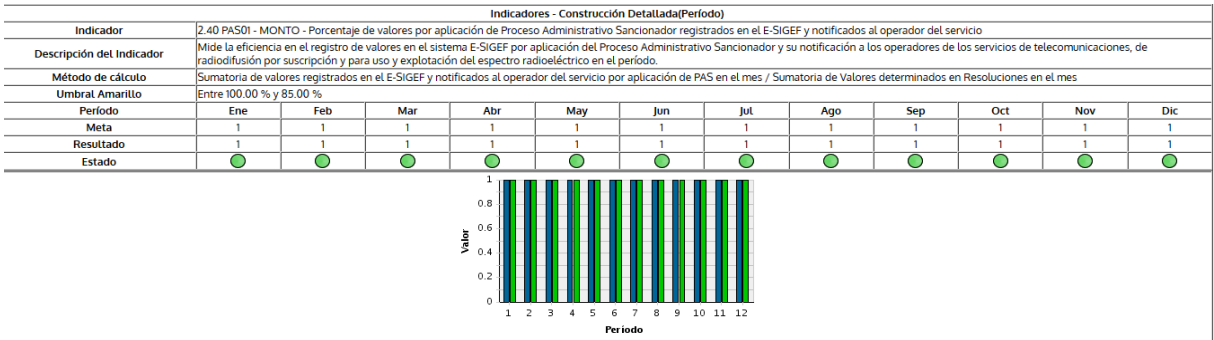 Indicadores - Construcción Detallada(Período)
Indicador 2.40 PAS01 - MONTO - Porcentaje de valores por aplicación de Proceso Administrativo Sancionador registrados en el E-SIGEF y notificados al operador del servicio
Descripción del Indicador Mide la eficiencia en el registro de valores en el sistema E-SIGEF por aplicación del Proceso Administrativo Sancionador y su notificación a los operadores de los servicios de telecomunicaciones, de
radiodifusión por suscripción y para uso y explotación del espectro radioeléctrico en el período.
Método de cálculo Sumatoria de valores registrados en el E-SIGEF y notificados al operador del servicio por aplicación de PAS en el mes / Sumatoria de Valores determinados en Resoluciones en el mes
Umbral Amarillo Entre 100.00 % y 85.00 %
Período Ene Feb Mar Abr May Jun Jul Ago Sep Oct Nov Dic
Meta 1 1 1 1 1 1 1 1 1 1 1 1
Resultado 1 1 1 1 1 1 1 1 1 1 1 1
Estado
1
0.8
0.6
0.4
0.2
0
Valor
1 2 3 4 5 6 7 8 9 10 11 12
Período